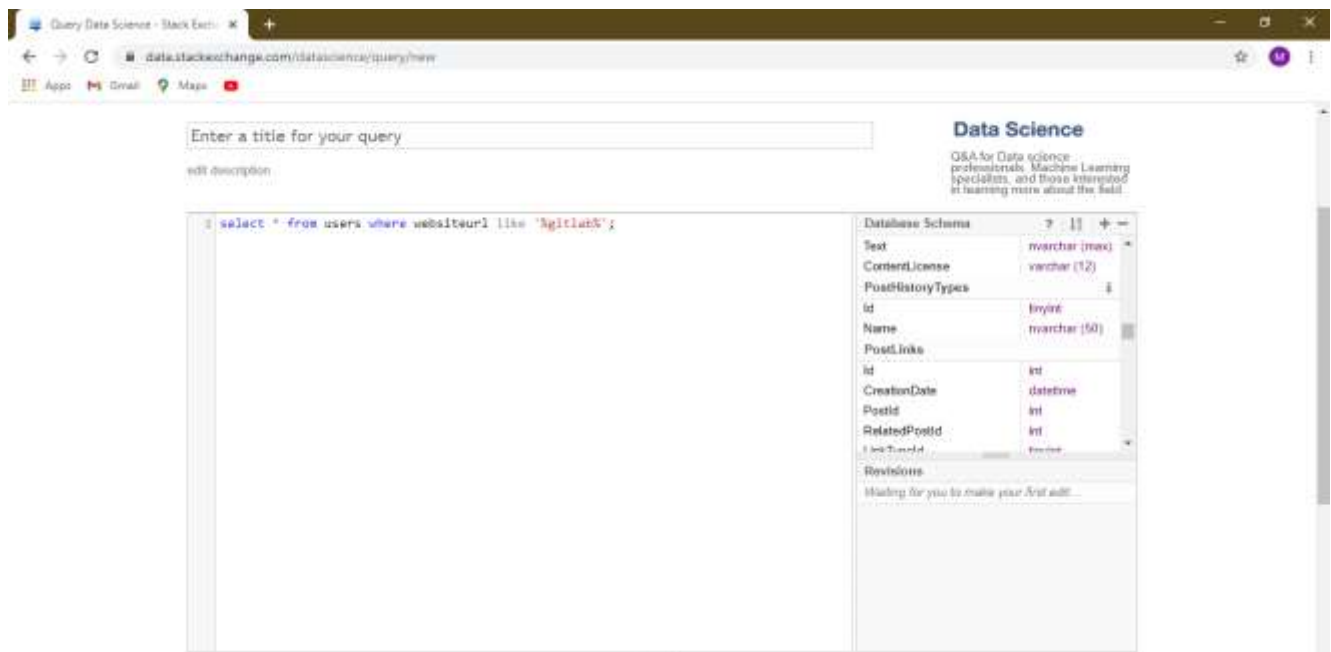 Query Data Science - Stack Exch
data.stackexchange.com/datascience/query/new
Apps Gmail Maps
M
Enter a title for your query
edit description
Data Science
Q&A for Data science
professionals, Machine Learning
specialists, and those interested
in learning more about the field
1 select * from users where websiteurl like '%gitlab%';
Database Schema ?
Text nvarchar (max)
ContentLicense varchar (12)
PostHistoryTypes
Id tinyint
Name nvarchar (50)
PostLinks
Id int
CreationDate datetime
PostId int
RelatedPostId int
LinkTypeId tinyint
Revisions
Waiting for you to make your first edit...